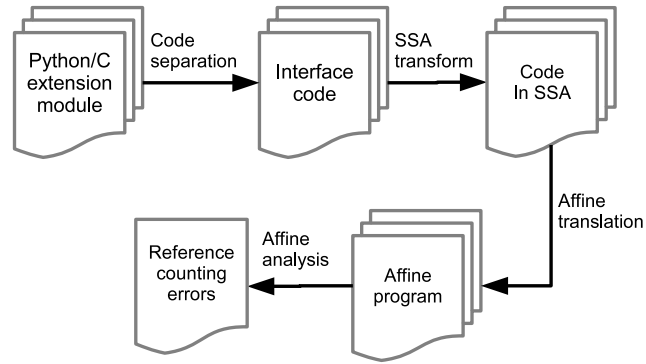 Python/C
extension
module
Code
separation
Interface
code
SSA
transform
Code
In SSA
Affine
translation
Affine
program
Affine
analysis
Reference
counting
errors